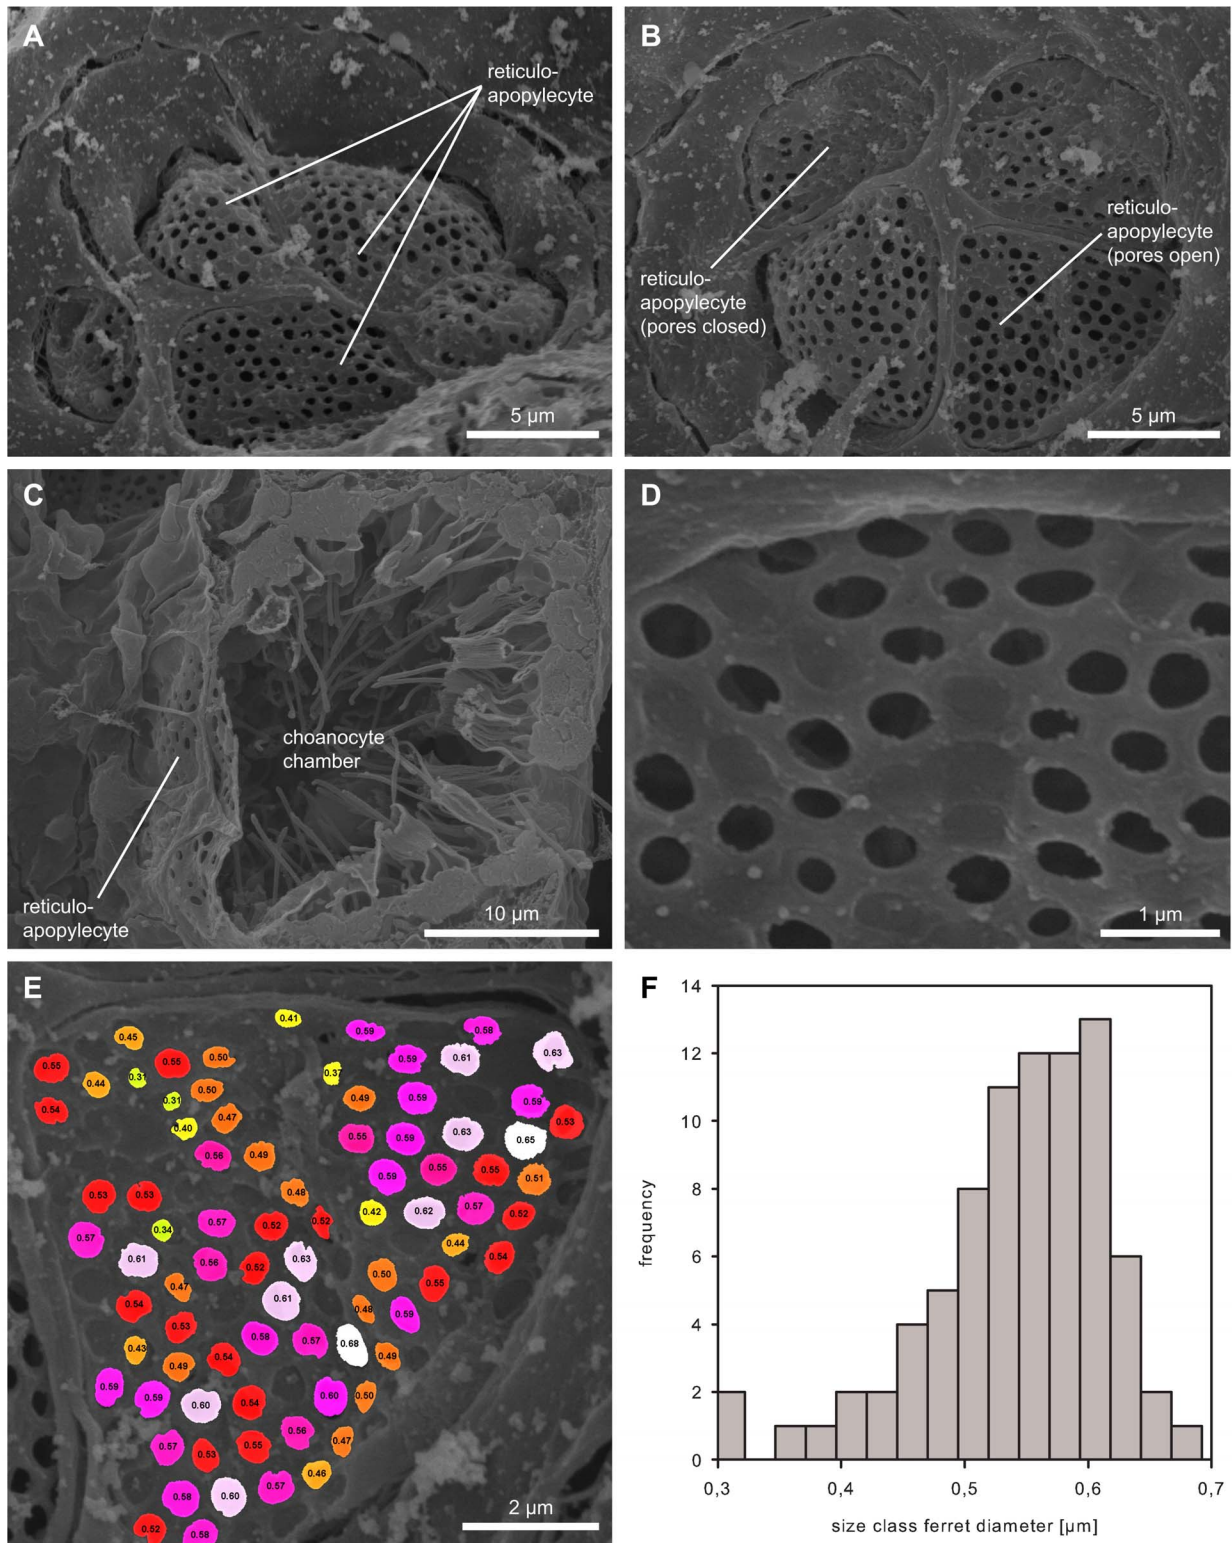 A
reticulo-
apopylecyte
5 µm
B
reticulo-
apopylecyte
(pores open)
reticulo-
apopylecyte
(pores closed)
5 µm
C
choanocyte
chamber
reticulo-
apopylecyte
10 µm
D
1 µm
E
0.41
0.45 0.59 0.58
0.55 0.55 0.50 0.59 0.61 0.63
0.44 0.31 0.37
0.31 0.50 0.49 0.59 0.59
0.54 0.40 0.47 0.53
0.55 0.59 0.63 0.65
0.56 0.49
0.59 0.55 0.55 0.51
0.53 0.53 0.48
0.57 0.52 0.52 0.42 0.62 0.57 0.52
0.57 0.34
0.61 0.56 0.52 0.63 0.44 0.54
0.47 0.50 0.55
0.54 0.61 0.48 0.59
0.53 0.58 0.57 0.68
0.43 0.49 0.54 0.49
0.59 0.59 0.60 0.54 0.60 0.50
0.57 0.53 0.55 0.56 0.47
0.58 0.60 0.57 0.46
0.52 0.58
2 µm
F
14
12
10
8
6
4
2
0
frequency
0,3 0,4 0,5 0,6 0,7
size class ferret diameter [µm]